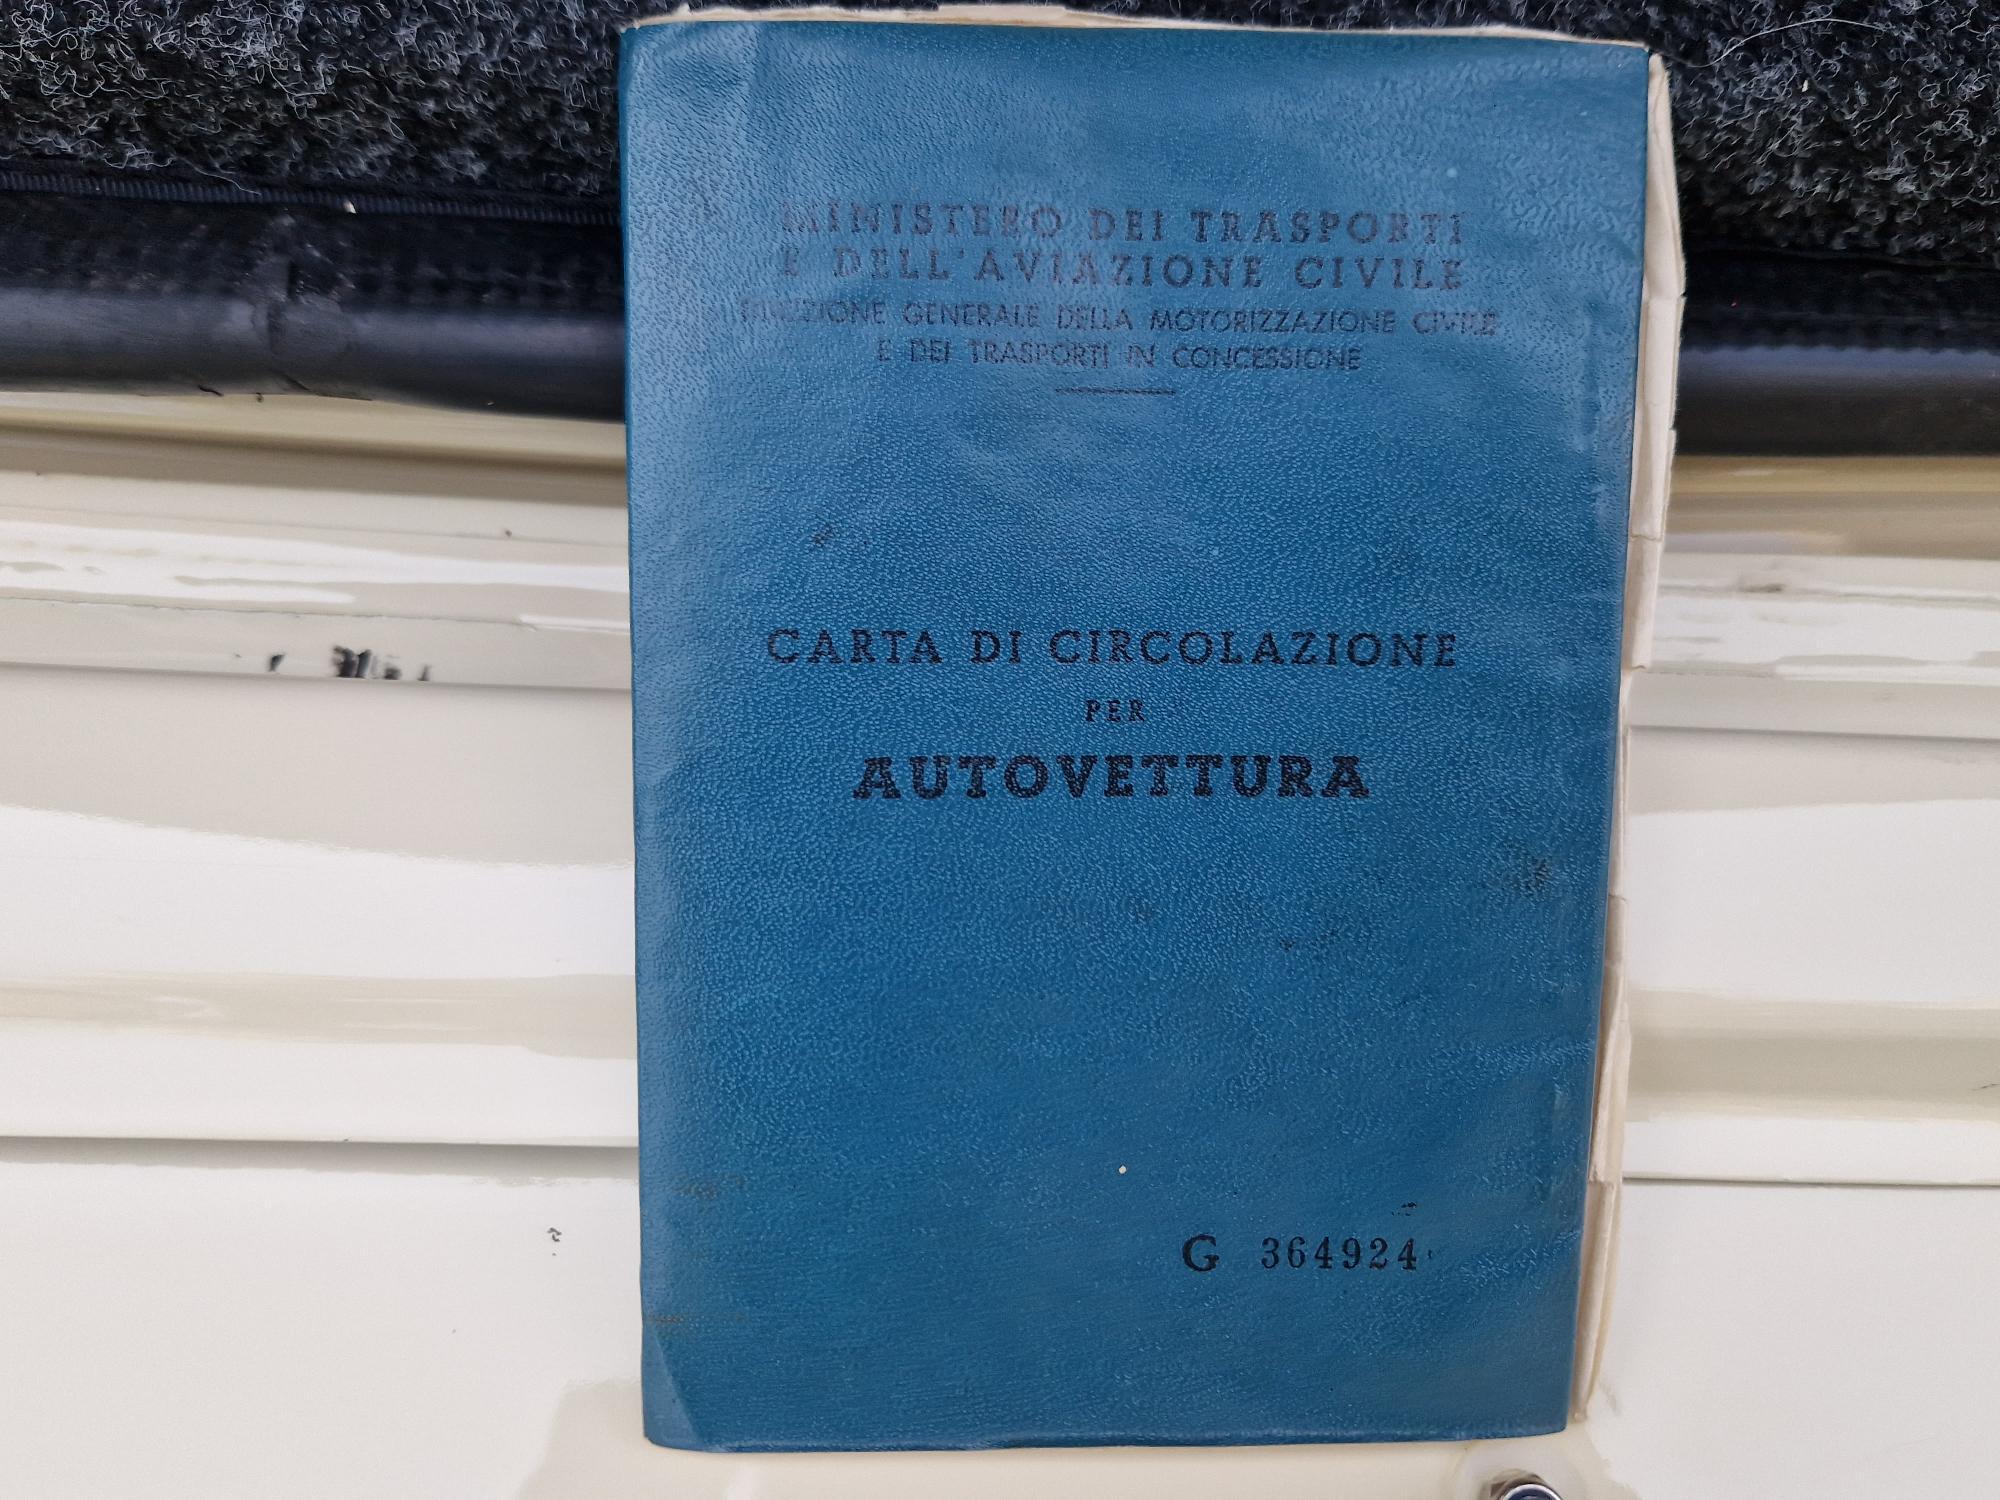 MINISTERO DEI TRASPORTI
E DELL'AVIAZIONE CIVILE
DIREZIONE GENERALE DELLA MOTORIZZAZIONE CIVILE
E DEI TRASPORTI IN CONCESSIONE
CARTA DI CIRCOLAZIONE
PER
AUTOVETTURA
G 364924